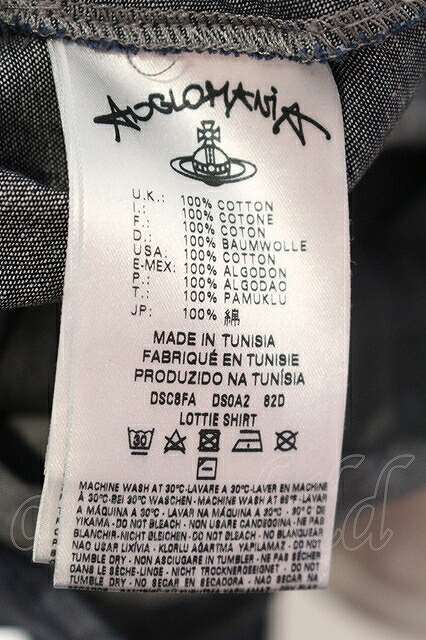 ANGLOMANIA
U.K.: 100% COTTON
I.: 100% COTONE
F.: 100% COTON
D.: 100% BAUMWOLLE
USA: 100% COTTON
E-MEX: 100% ALGODON
P.: 100% ALGODAO
T.: 100% PAMUKLU
JP: 100% 綿
MADE IN TUNISIA
FABRIQUÉ EN TUNISIE
PRODUZIDO NA TUNÍSIA
DSC8FA DS0A2 82D
LOTTIE SHIRT
30
MACHINE WASH AT 30°C-LAVARE A 30°C-LAVER EN MACHINE
À 30°C-BEI 30°C WASCHEN - MACHINE WASH AT 86°F-LAVAR
A MÁQUINA A 30°C - LAVAR NA MÁQUINA A 30°C - 30°C DE
YIKAMA - DO NOT BLEACH - NON USARE CANDEGGINA - NE PAS
BLANCHIR-NICHT BLEICHEN - DO NOT BLEACH - NO BLANQUEAR
NÃO USAR LIXÍVIA - KLORLU AĞARTMA YAPILAMAZ - DO NOT
TUMBLE DRY - NON ASCIUGARE IN TUMBLER - NE PAS SÉCHER
DANS LE SÈCHE-LINGE - NICHT TROCKNERGEEIGNET - DO NOT
TUMBLE DRY - NO SECAR EN SECADORA - NÃO SECAR NA